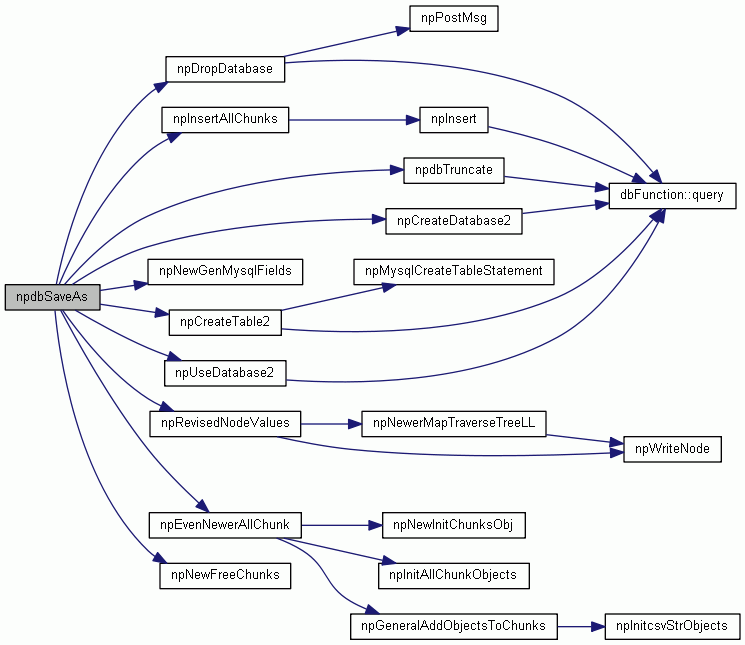 npPostMsg
npDropDatabase
npInsertAllChunks
npInsert
npdbTruncate
dbFunction::query
npCreateDatabase2
npNewGenMysqlFields
npMysqlCreateTableStatement
npdbSaveAs
npCreateTable2
npUseDatabase2
npRevisedNodeValues
npNewerMapTraverseTreeLL
npWriteNode
npEvenNewerAllChunk
npNewInitChunksObj
npNewFreeChunks
npInitAllChunkObjects
npGeneralAddObjectsToChunks
npInitcsvStrObjects